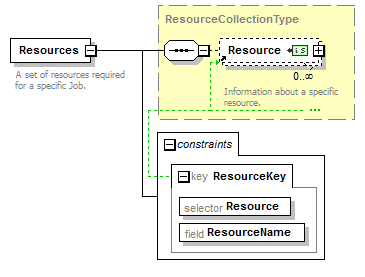 ResourceCollectionType
Resources
Resource
is
0..∞
A set of resources required
for a specific Job.
Information about a specific
resource.
...
constraints
key ResourceKey
selector Resource
field ResourceName